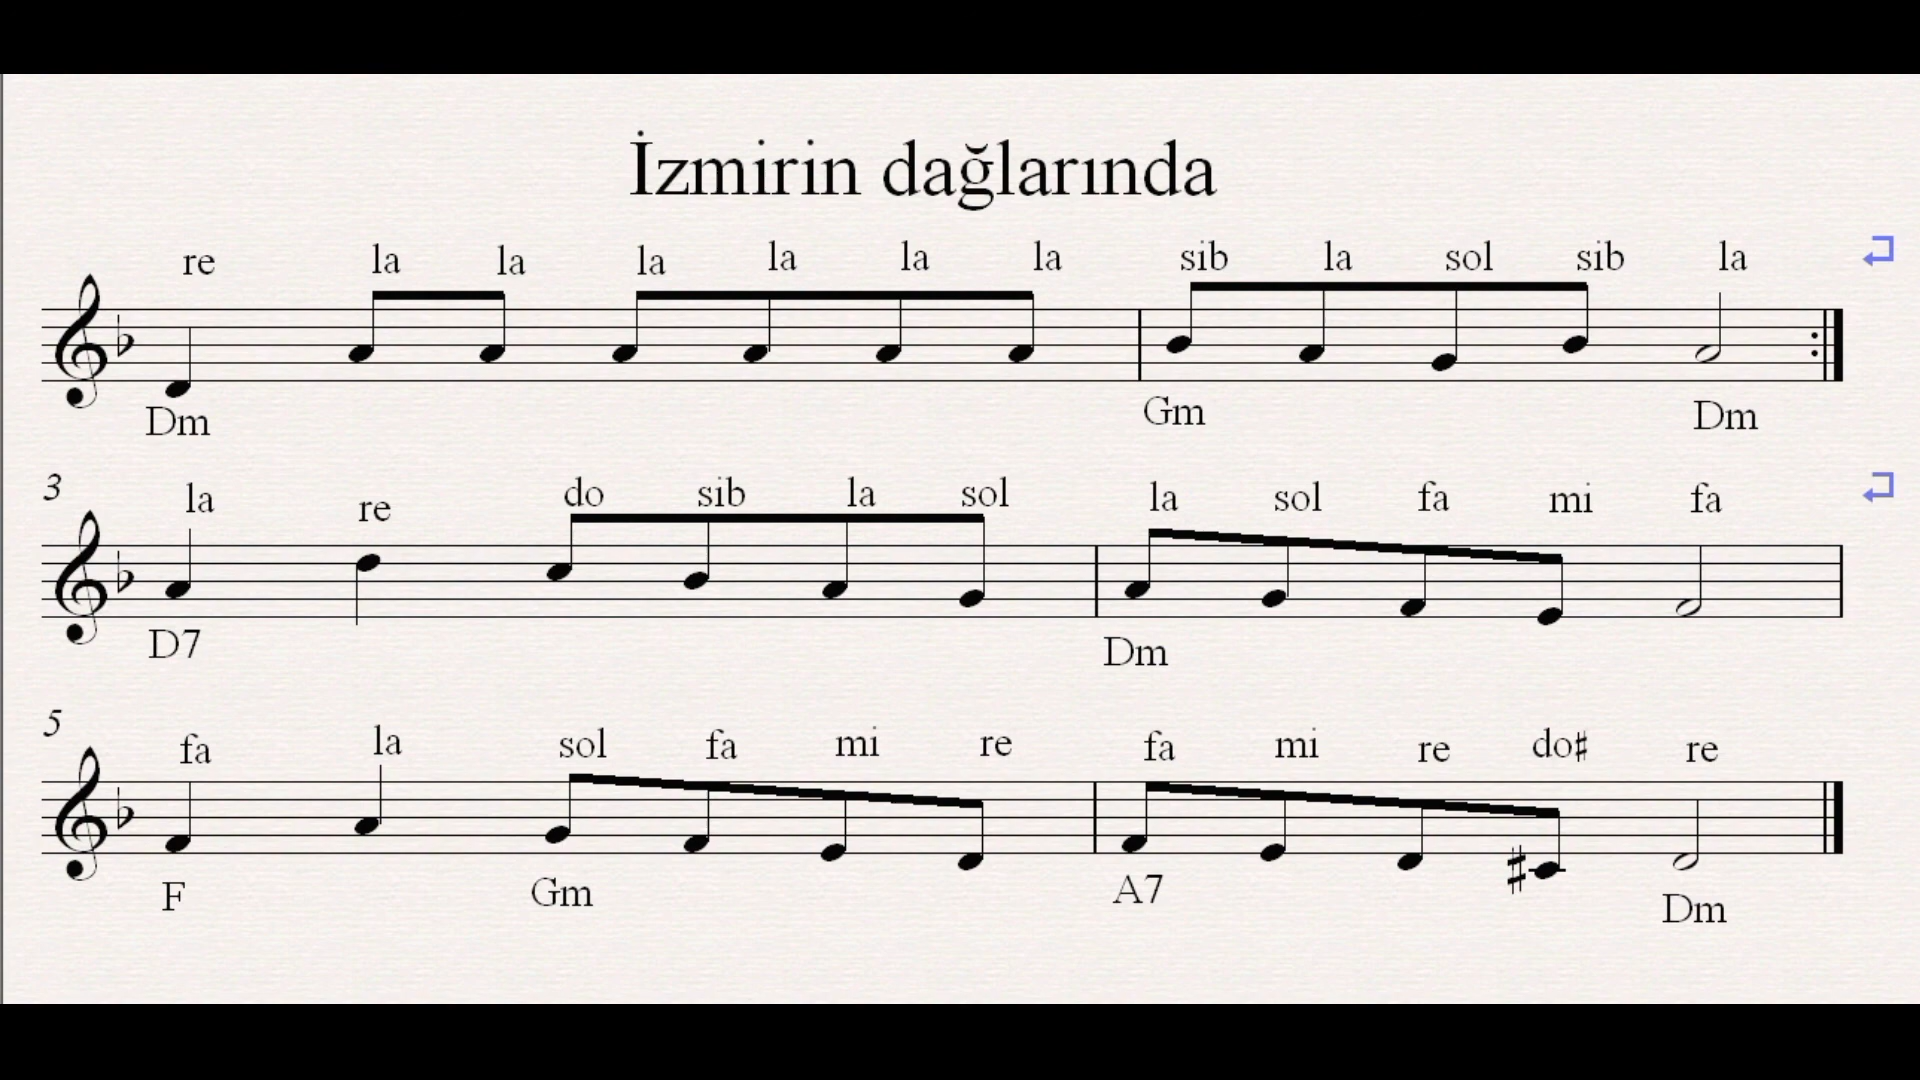 İzmirin dağlarında
re la la la la la la sib la sol sib la
Dm Gm Dm
3
la re do sib la sol la sol fa mi fa
D7 Dm
5
fa la sol fa mi re fa mi re do♯ re
F Gm A7 Dm